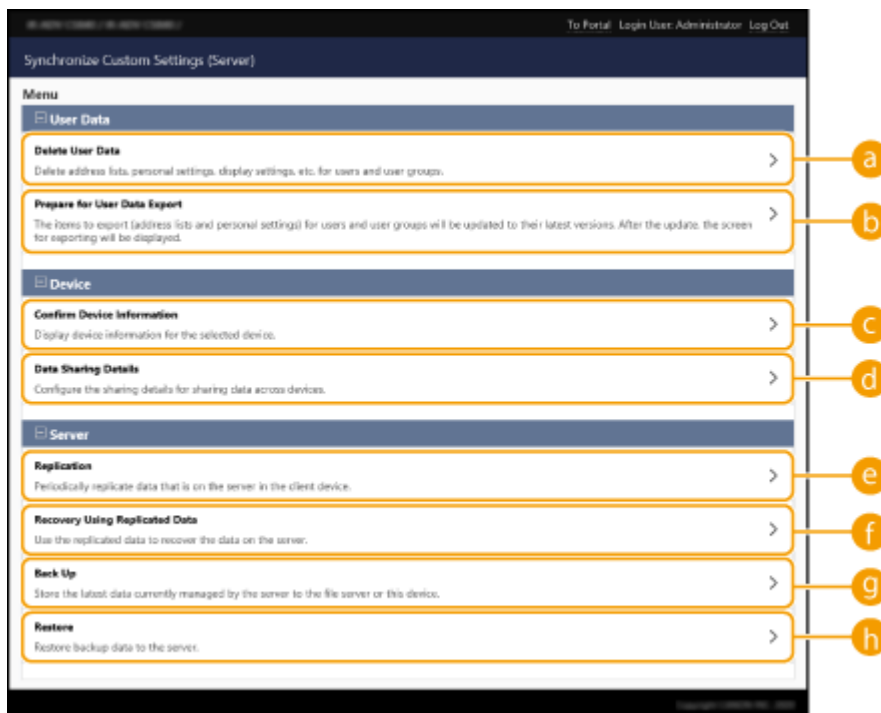 To Portal Login User: Administrator Log Out
Synchronize Custom Settings (Server)
Menu
User Data
Delete User Data
Delete address lists, personal settings, display settings, etc. for users and user groups.
a
Prepare for User Data Export
The items to export (address lists and personal settings) for users and user groups will be updated to their latest versions. After the update, the screen
for exporting will be displayed.
b
Device
Confirm Device Information
Display device information for the selected device.
c
Data Sharing Details
Configure the sharing details for sharing data across devices.
d
Server
Replication
Periodically replicate data that is on the server in the client device.
e
Recovery Using Replicated Data
Use the replicated data to recover the data on the server.
f
Back Up
Store the latest data currently managed by the server to the file server or this device.
g
Restore
Restore backup data to the server.
h